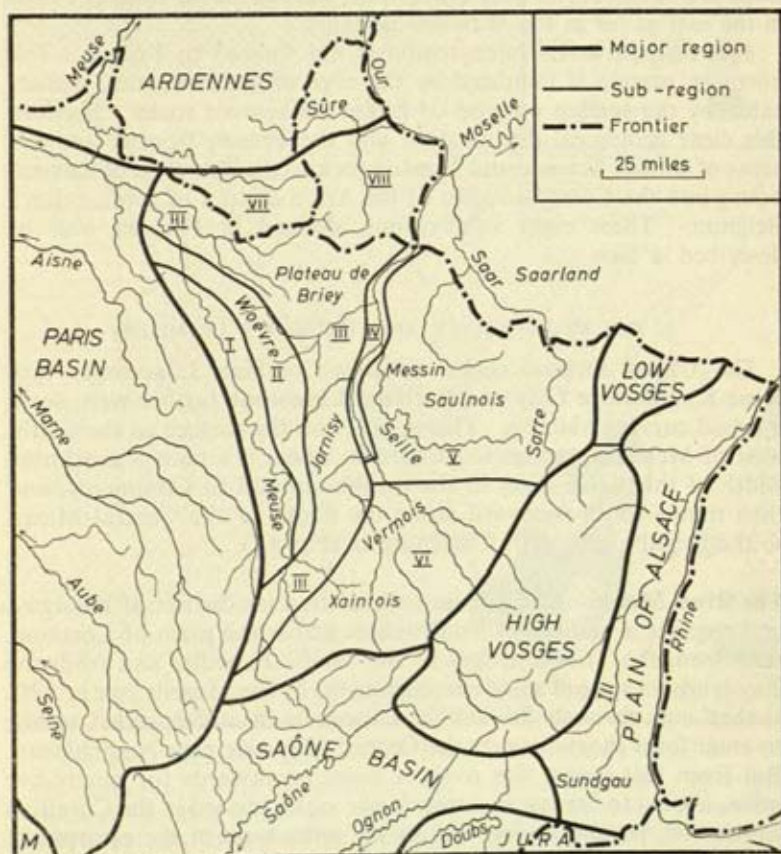 Meuse
ARDENNES
Our
Sûre
Moselle
Major region
Sub-region
Frontier
25 miles
III
VII
VIII
Aisne
Plateau de
Briey
Saar
Saarland
PARIS
BASIN
Woëvre
I
II
III
IV
Messin
Saulnois
LOW
VOSGES
Marne
Jarnisy
Seille
Sarre
V
Meuse
Vermois
III
VI
Xaintois
Aube
HIGH
VOSGES
PLAIN OF ALSACE
Rhine
Ill
Seine
SAÔNE
BASIN
Saône
Sundgau
Ognon
Doubs
JURA
M